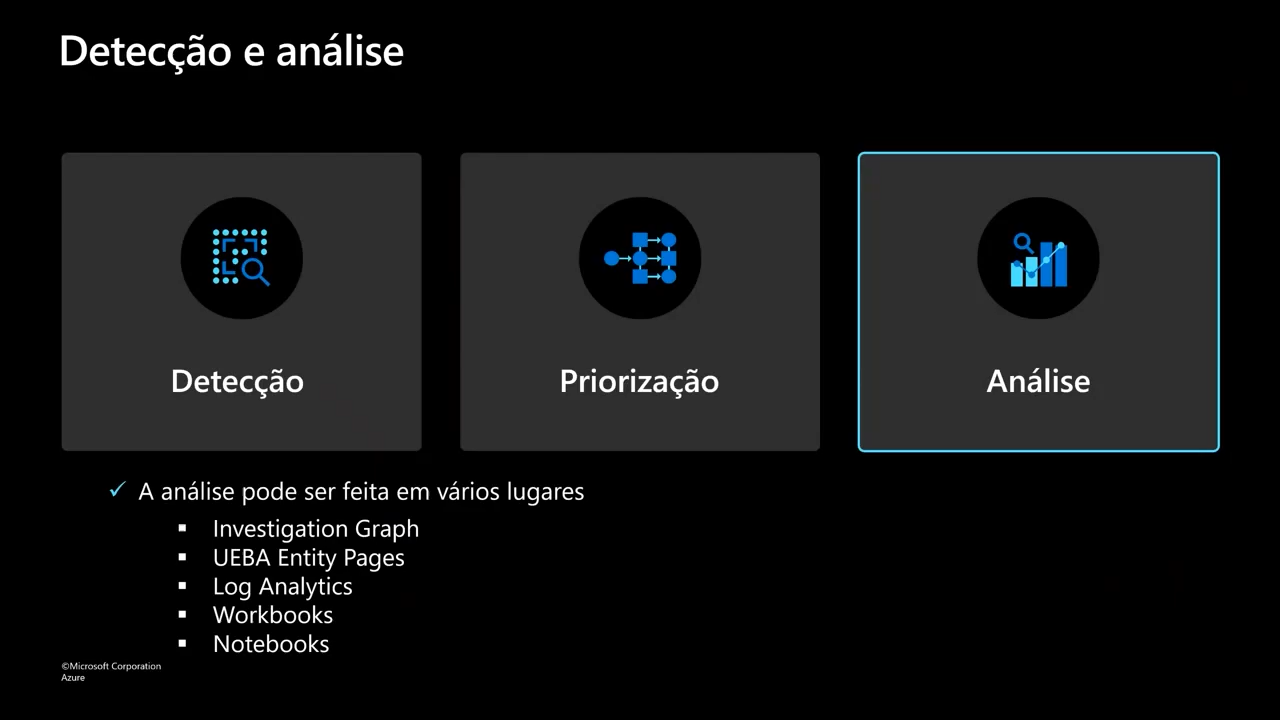 Detecção e análise
Detecção
Priorização
Análise
✓ A análise pode ser feita em vários lugares
▪ Investigation Graph
▪ UEBA Entity Pages
▪ Log Analytics
▪ Workbooks
▪ Notebooks
©Microsoft Corporation
Azure